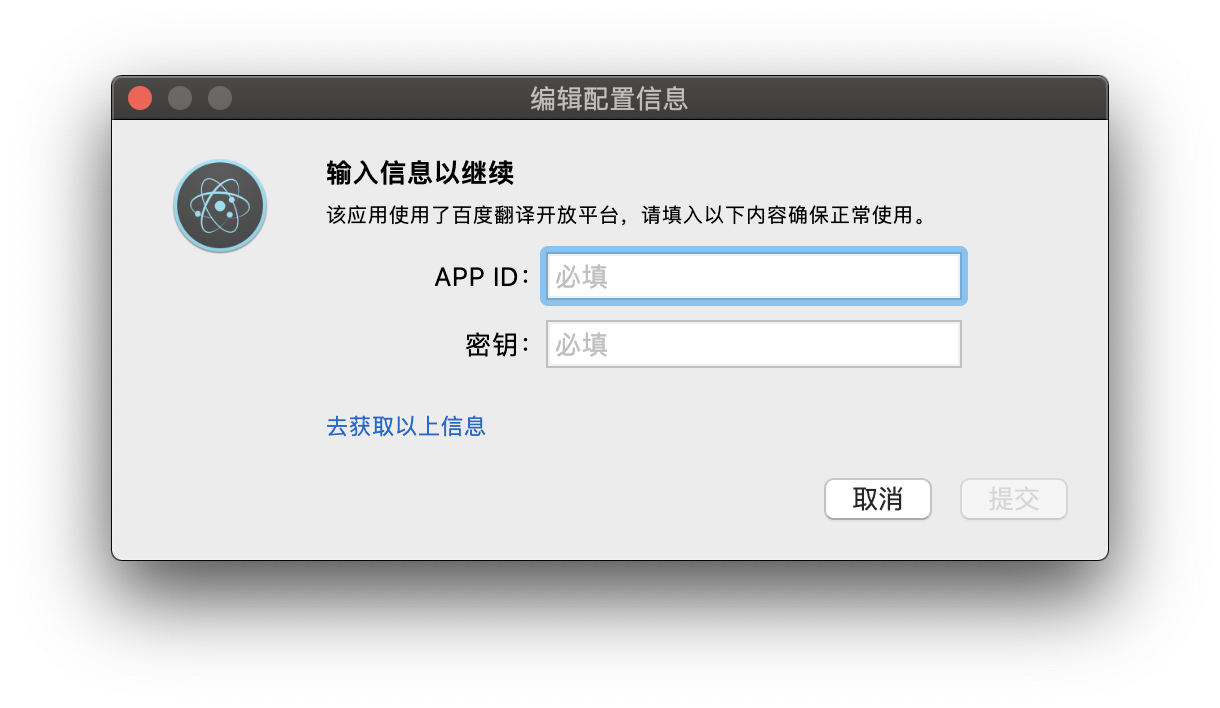 编辑配置信息
输入信息以继续
该应用使用了百度翻译开放平台，请填入以下内容确保正常使用。
APP ID： 必填
密钥： 必填
去获取以上信息
取消 提交